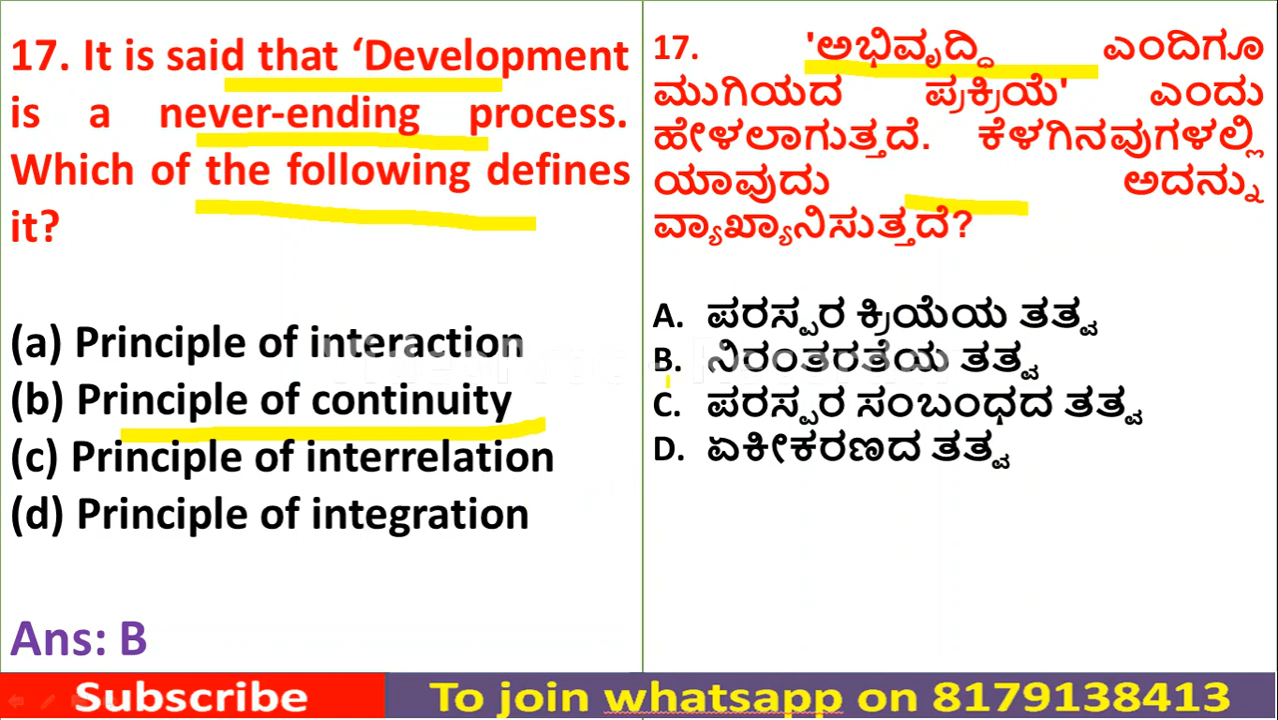 17. It is said that ‘Development
is a never-ending process.
Which of the following defines
it?
(a) Principle of interaction
(b) Principle of continuity
(c) Principle of interrelation
(d) Principle of integration
Ans: B
17. 'ಅಭಿವೃದ್ಧಿ ಎಂದಿಗೂ
ಮುಗಿಯದ ಪ್ರಕ್ರಿಯೆ' ಎಂದು
ಹೇಳಲಾಗುತ್ತದೆ. ಕೆಳಗಿನವುಗಳಲ್ಲಿ
ಯಾವುದು ಅದನ್ನು
ವ್ಯಾಖ್ಯಾನಿಸುತ್ತದೆ?
A. ಪರಸ್ಪರ ಕ್ರಿಯೆಯ ತತ್ವ
B. ನಿರಂತರತೆಯ ತತ್ವ
C. ಪರಸ್ಪರ ಸಂಬಂಧದ ತತ್ವ
D. ಏಕೀಕರಣದ ತತ್ವ
Subscribe
To join whatsapp on 8179138413